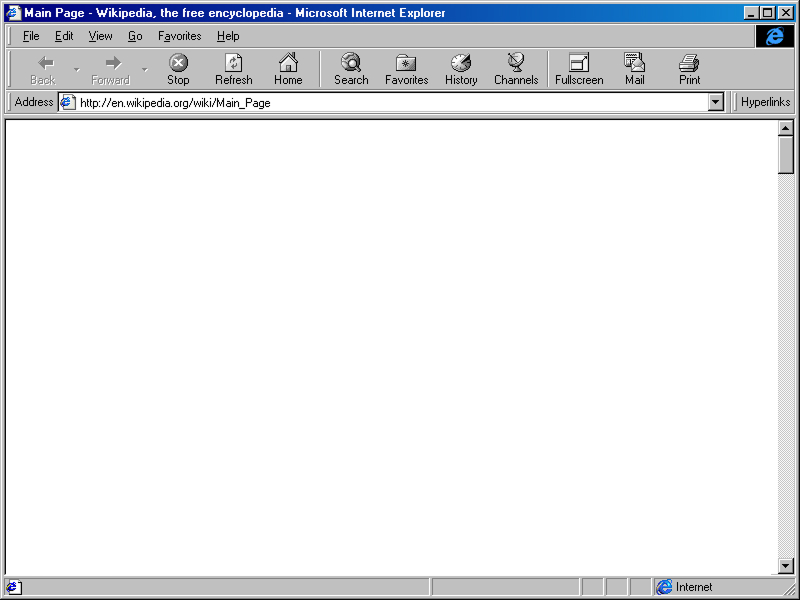 Main Page - Wikipedia, the free encyclopedia - Microsoft Internet Explorer
File Edit View Go Favorites Help
Back Forward Stop Refresh Home Search Favorites History Channels Fullscreen Mail Print
Address http://en.wikipedia.org/wiki/Main_Page Hyperlinks
Internet